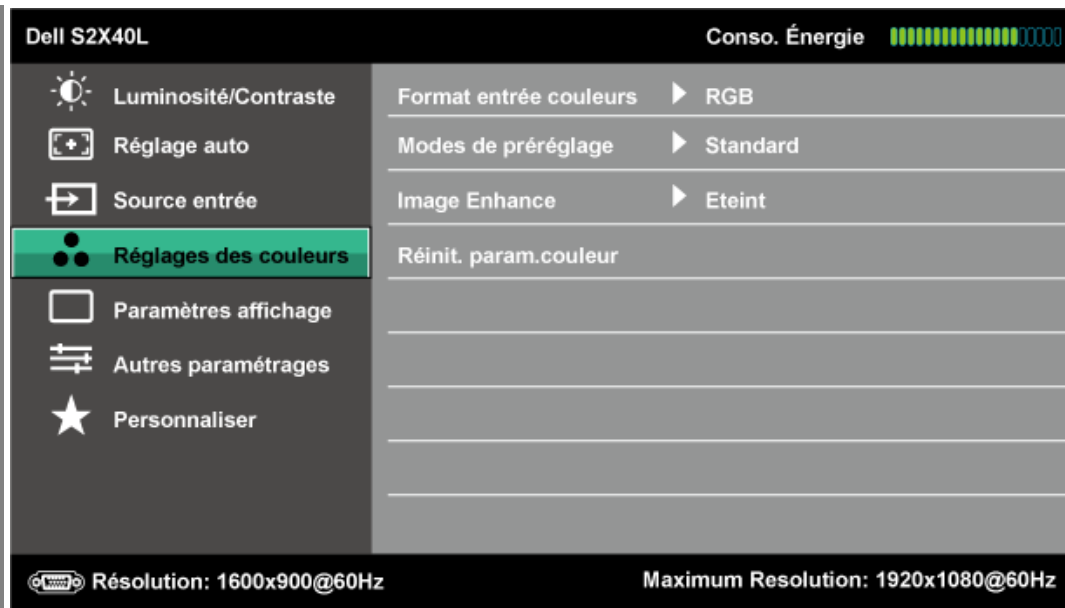 Dell S2X40L
Conso. Énergie
Luminosité/Contraste
Réglage auto
Source entrée
Réglages des couleurs
Paramètres affichage
Autres paramétrages
Personnaliser
Format entrée couleurs RGB
Modes de préréglage Standard
Image Enhance Eteint
Réinit. param.couleur
Résolution: 1600x900@60Hz
Maximum Resolution: 1920x1080@60Hz